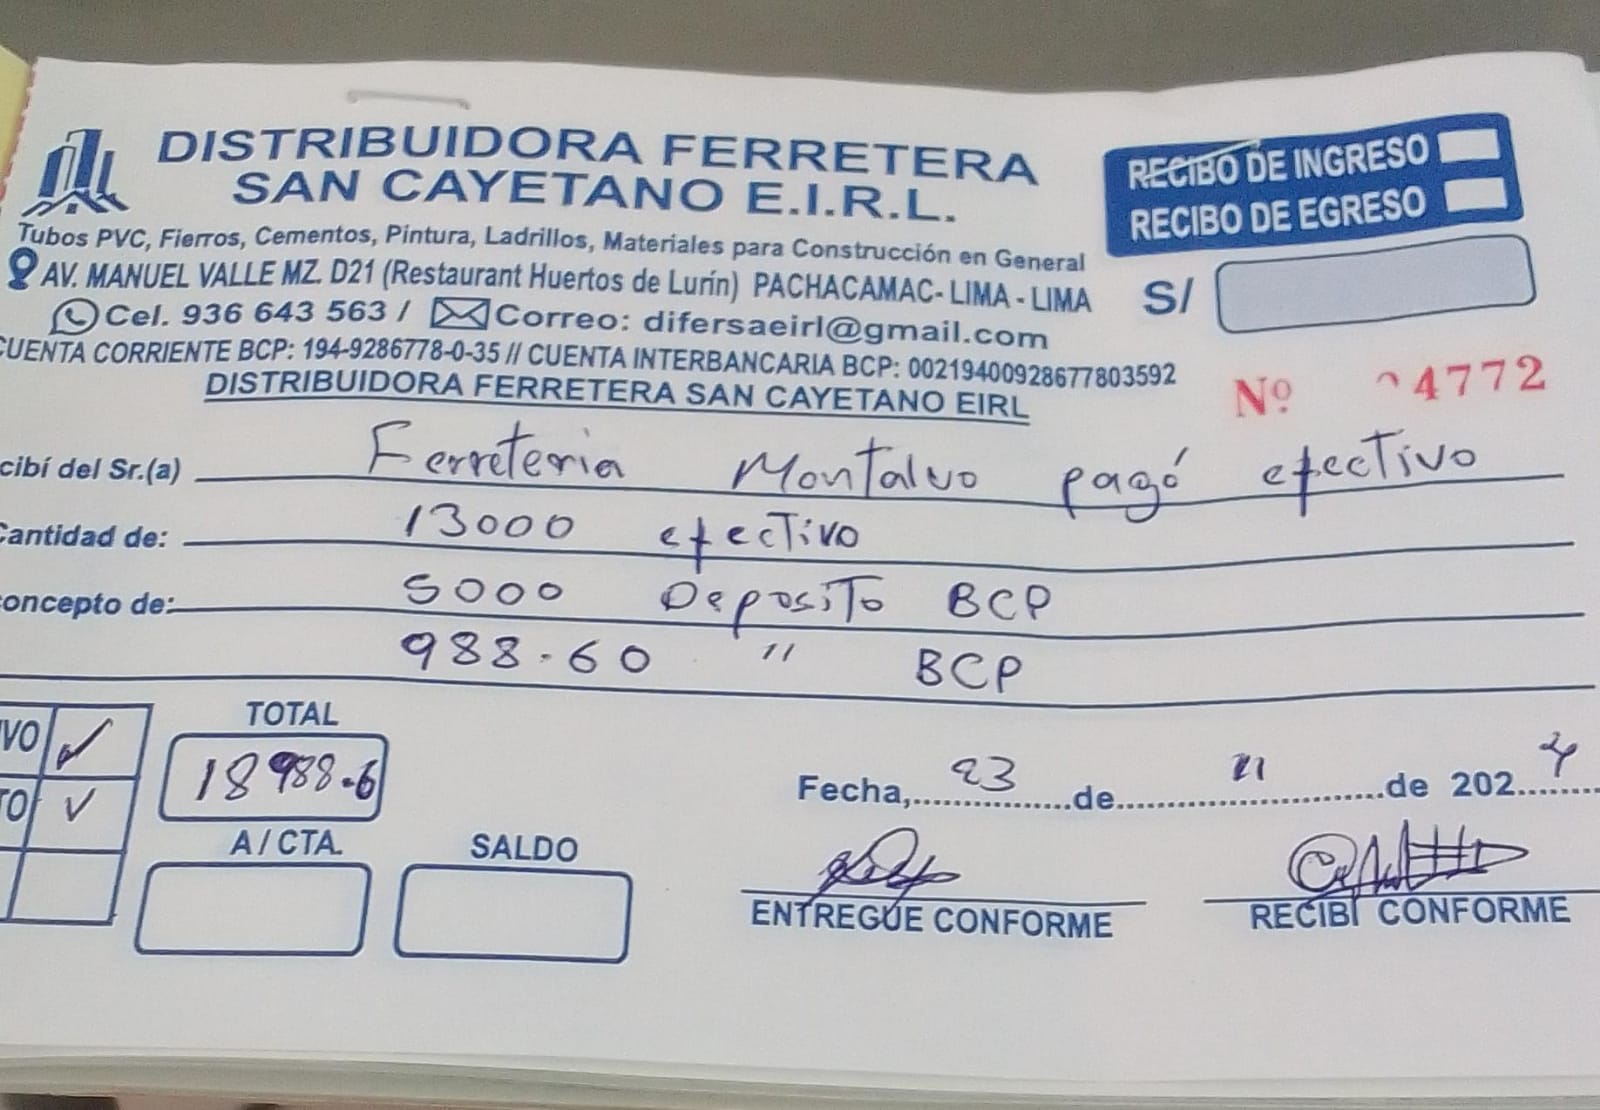 DISTRIBUIDORA FERRETERA
SAN CAYETANO E.I.R.L.
Tubos PVC, Fierros, Cementos, Pintura, Ladrillos, Materiales para Construcción en General
AV. MANUEL VALLE MZ. D21 (Restaurant Huertos de Lurín) PACHACAMAC- LIMA - LIMA
Cel. 936 643 563 / Correo: difersaeirl@gmail.com
CUENTA CORRIENTE BCP: 194-9286778-0-35 // CUENTA INTERBANCARIA BCP: 00219400928677803592
DISTRIBUIDORA FERRETERA SAN CAYETANO EIRL
RECIBO DE INGRESO
RECIBO DE EGRESO
S/
Nº 4772
cibí del Sr.(a) Ferreteria Montalvo pagó efectivo
Cantidad de: 13000 efectivo
concepto de: 5000 Deposito BCP
988.60 " BCP
VO ✓
TO ✓
TOTAL
18988.6
A / CTA.
SALDO
Fecha, 23 de 11 de 2024
ENTREGUE CONFORME
RECIBÍ CONFORME